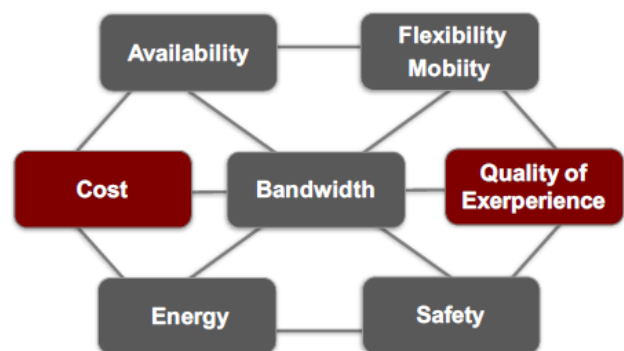 Availability
Flexibility
Mobiity
Cost
Bandwidth
Quality of
Exerperience
Energy
Safety